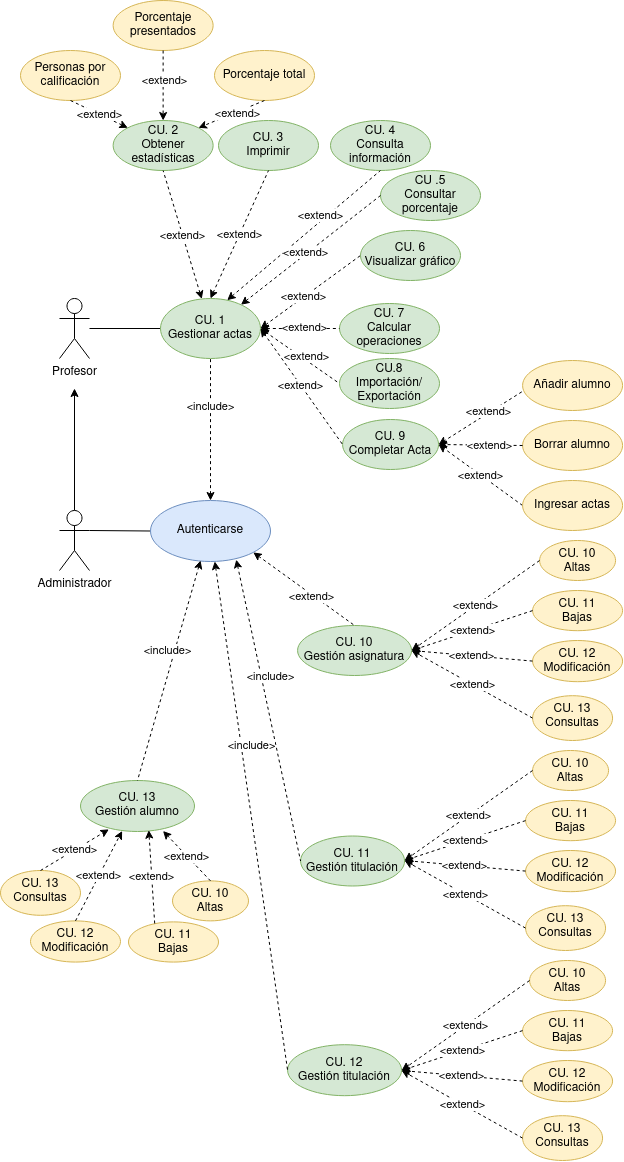 Porcentaje
presentados
Personas por
calificación
Porcentaje total
<extend>
<extend>
<extend>
CU. 2
Obtener
estadísticas
CU. 3
Imprimir
CU. 4
Consulta
información
CU .5
Consultar
porcentaje
<extend>
<extend>
<extend>
<extend>
CU. 6
Visualizar gráfico
<extend>
CU. 1
Gestionar actas
<extend>
CU. 7
Calcular
operaciones
<extend>
CU.8
Importación/
Exportación
<extend>
CU. 9
Completar Acta
Profesor
<include>
Añadir alumno
<extend>
Borrar alumno
<extend>
Ingresar actas
<extend>
Autenticarse
Administrador
<extend>
CU. 10
Gestión asignatura
CU. 10
Altas
<extend>
CU. 11
Bajas
<extend>
CU. 12
Modificación
<extend>
CU. 13
Consultas
<extend>
<include>
<include>
<include>
CU. 13
Gestión alumno
<extend>
<extend>
<extend>
<extend>
CU. 13
Consultas
CU. 12
Modificación
CU. 11
Bajas
CU. 10
Altas
CU. 11
Gestión titulación
CU. 10
Altas
<extend>
CU. 11
Bajas
<extend>
CU. 12
Modificación
<extend>
CU. 13
Consultas
<extend>
CU. 12
Gestión titulación
CU. 10
Altas
<extend>
CU. 11
Bajas
<extend>
CU. 12
Modificación
<extend>
CU. 13
Consultas
<extend>